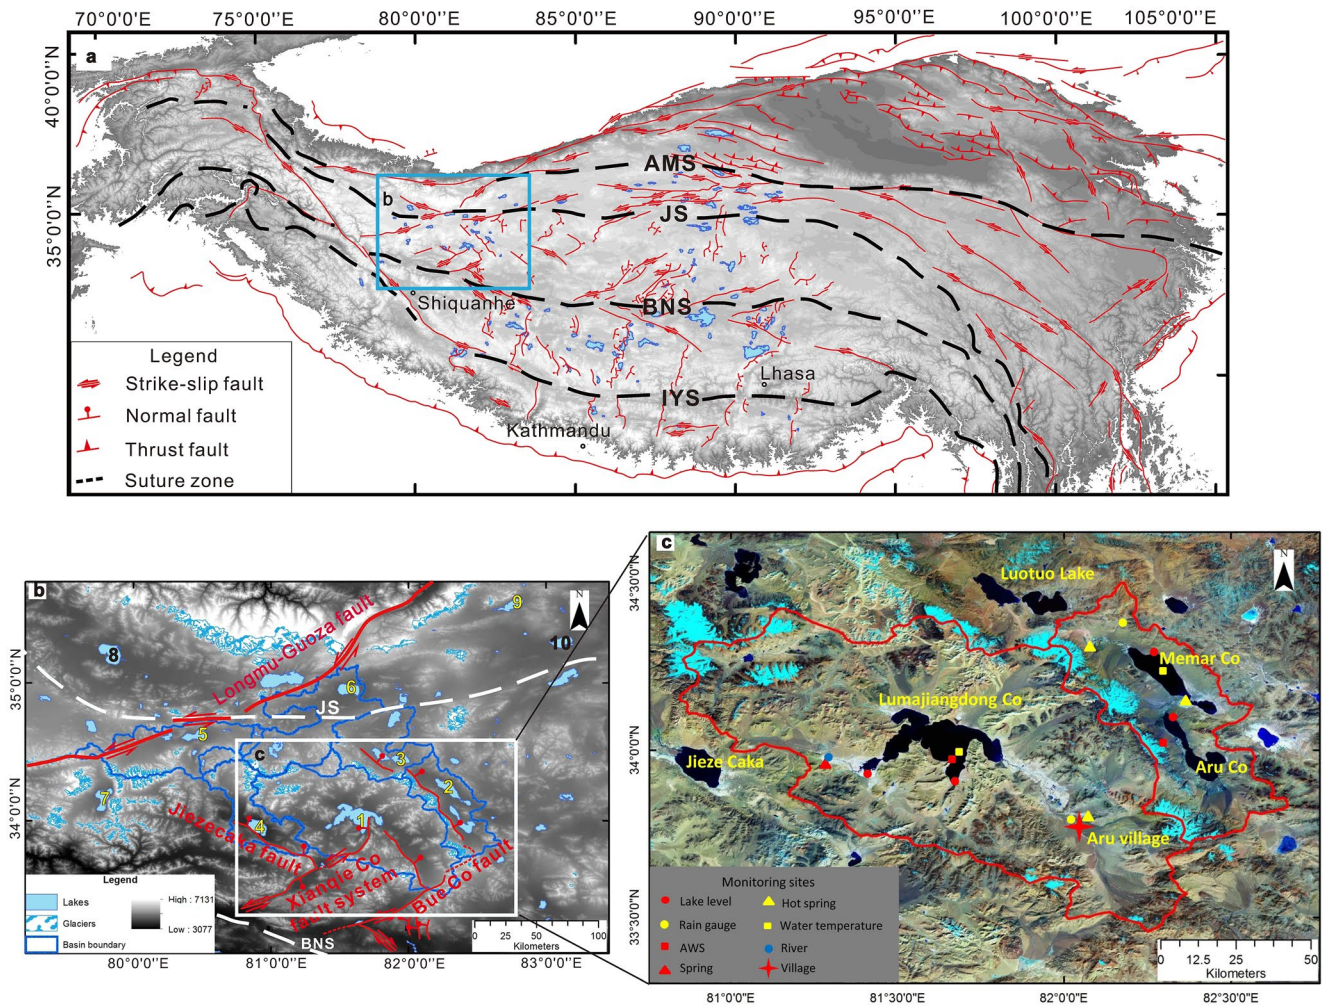 70°0'0"E 75°0'0"E 80°0'0"E 85°0'0"E 90°0'0"E 95°0'0"E 100°0'0"E 105°0'0"E
a
40°0'0"N
35°0'0"N
AMS
b
JS
Shiquanhe
BNS
Lhasa
IYS
Kathmandu
Legend
Strike-slip fault
Normal fault
Thrust fault
Suture zone
b
N
9
10
8
Longmu-Guoza fault
6
JS
5
c
3
2
7
1
4
Jiezecaka fault
Xianqie Co
fault system
Bue Co fault
BNS
35°0'0"N
34°0'0"N
Legend
Lakes
High : 7131
Glaciers
Low : 3077
Basin boundary
0 25 50 100
Kilometers
80°0'0"E 81°0'0"E 82°0'0"E 83°0'0"E
c
N
Luotuo Lake
Memar Co
Lumajiangdong Co
Jieze Caka
Aru Co
Aru village
34°30'0"N
34°0'0"N
33°30'0"N
Monitoring sites
Lake level
Hot spring
Rain gauge
Water temperature
AWS
River
Spring
Village
0 12.5 25 50
Kilometers
81°0'0"E 81°30'0"E 82°0'0"E 82°30'0"E